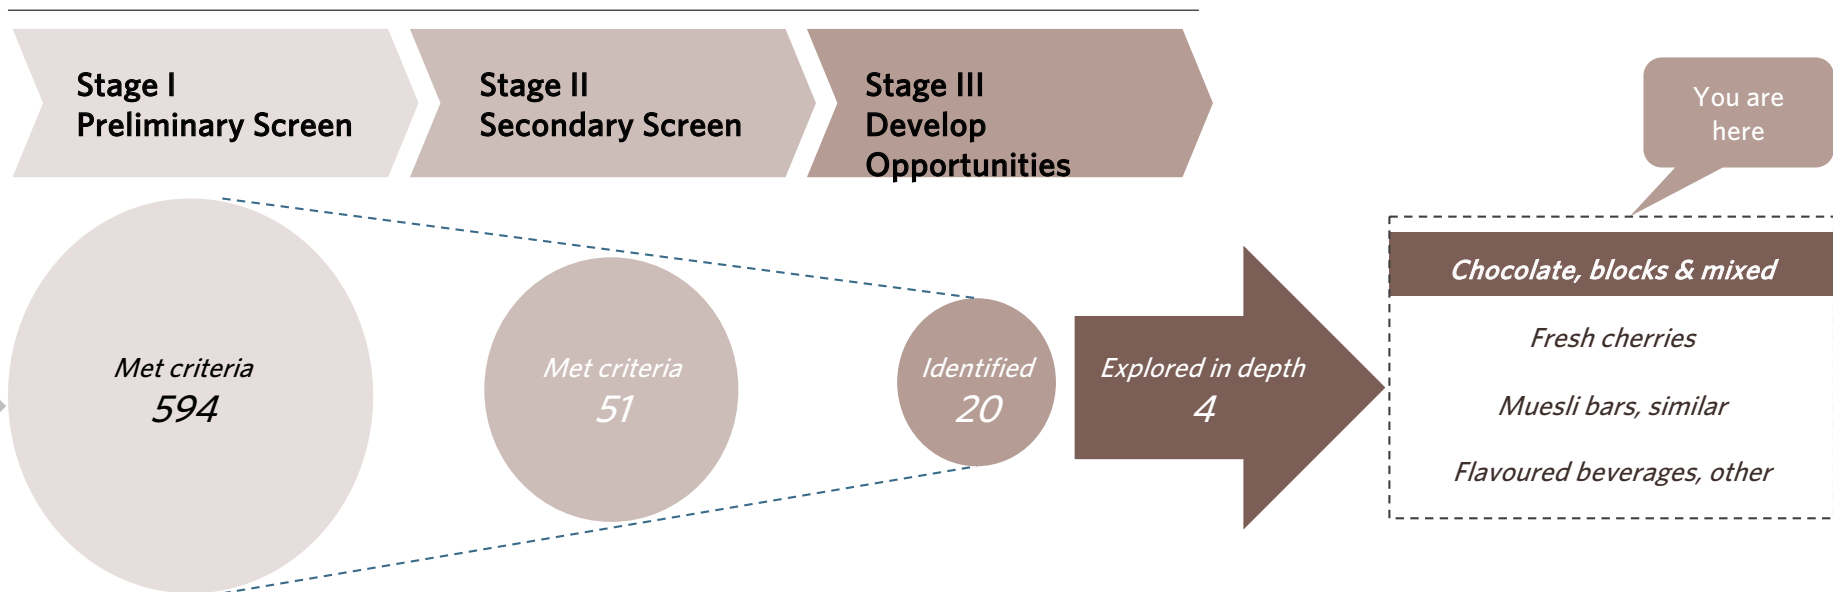 Stage I
Preliminary Screen
Stage II
Secondary Screen
Stage III
Develop
Opportunities
You are
here
Met criteria
594
Met criteria
51
Identified
20
Explored in depth
4
Chocolate, blocks & mixed
Fresh cherries
Muesli bars, similar
Flavoured beverages, other